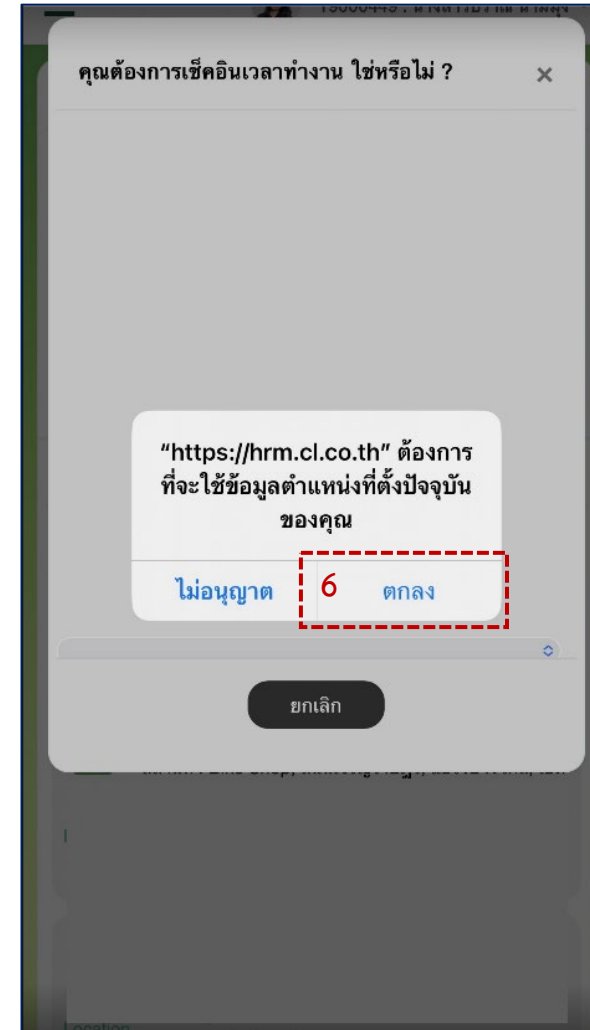 คุณต้องการเช็คอินเวลาทำงาน ใช่หรือไม่ ?
×
"https://hrm.cl.co.th" ต้องการ
ที่จะใช้ข้อมูลตำแหน่งที่ตั้งปัจจุบัน
ของคุณ
ไม่อนุญาต 6 ตกลง
ยกเลิก
Location